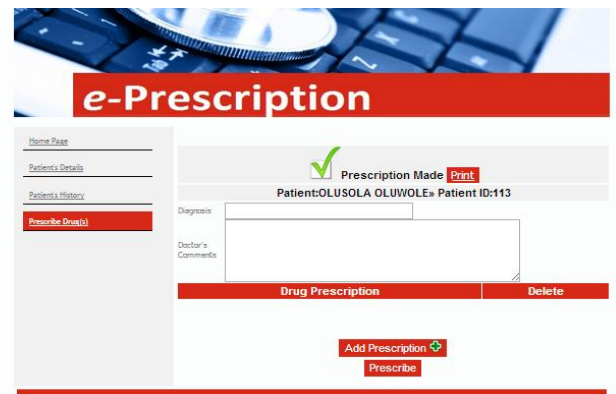 e-Prescription
Home Page
Patient's Details
Patient's History
Prescribe Drug(s)
Prescription Made Print
Patient:OLUSOLA OLUWOLE» Patient ID:113
Diagnosis
Doctor's
Comments
Drug Prescription Delete
Add Prescription
Prescribe